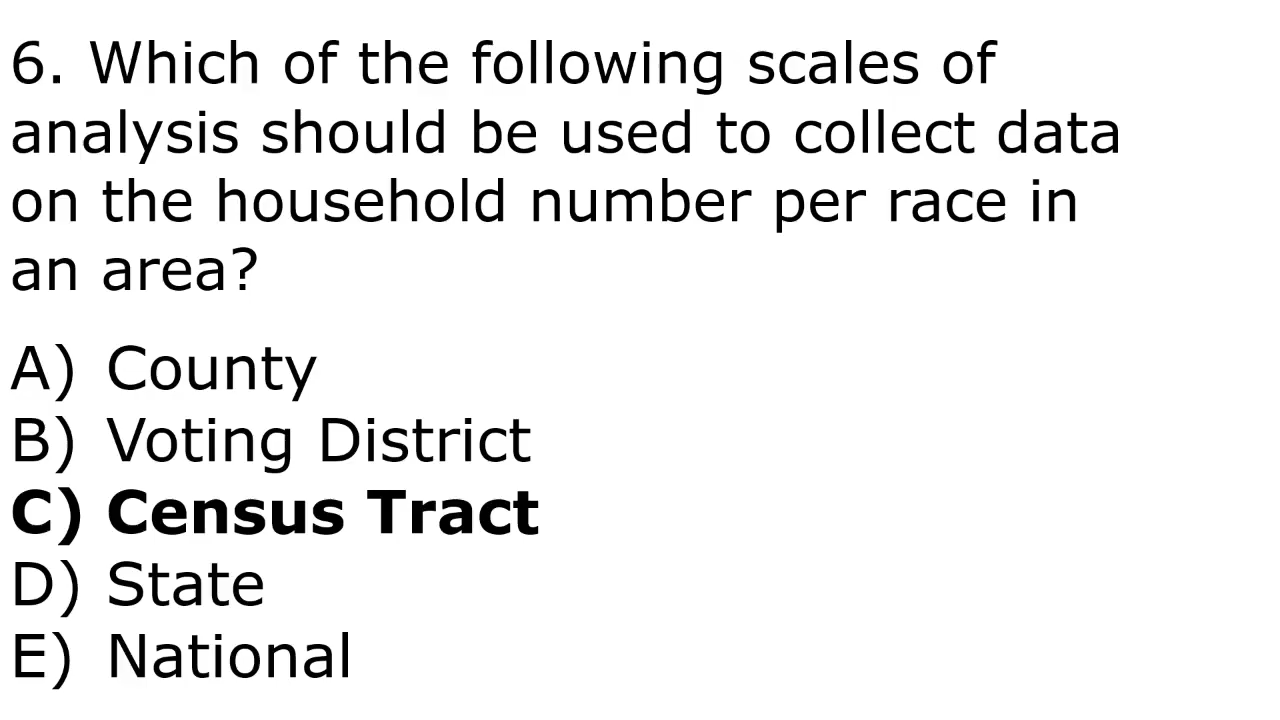 6. Which of the following scales of
analysis should be used to collect data
on the household number per race in
an area?
A) County
B) Voting District
C) Census Tract
D) State
E) National